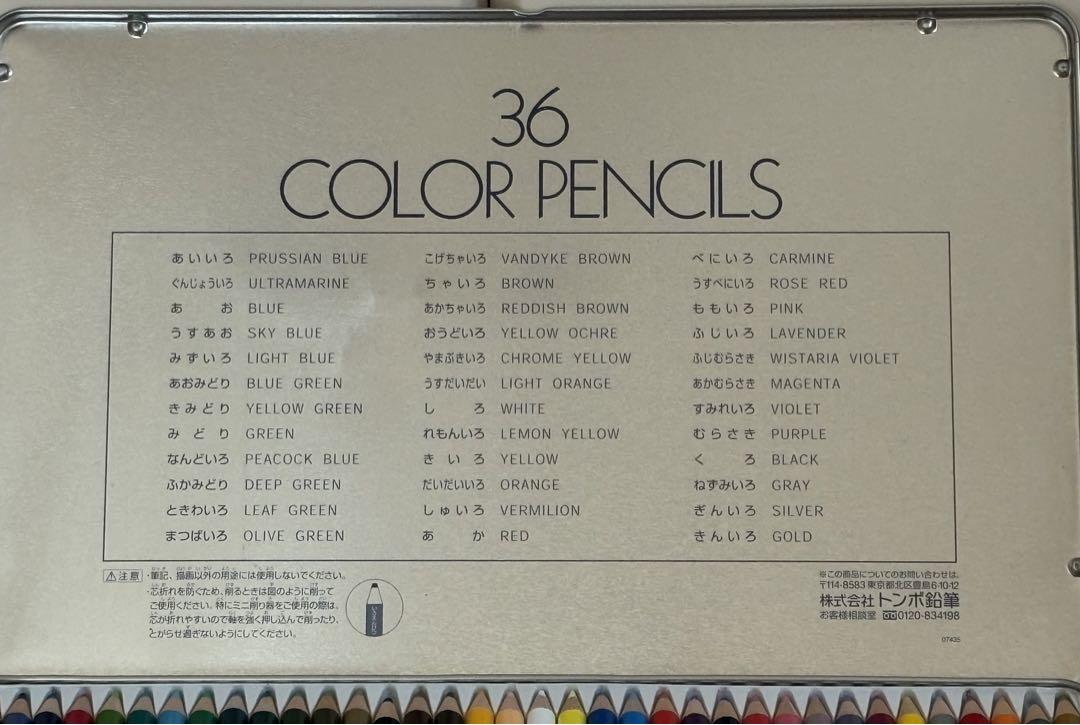 36
COLOR PENCILS
あいいろ PRUSSIAN BLUE
ぐんじょういろ ULTRAMARINE
あお BLUE
うすあお SKY BLUE
みずいろ LIGHT BLUE
あおみどり BLUE GREEN
きみどり YELLOW GREEN
みどり GREEN
なんどいろ PEACOCK BLUE
ふかみどり DEEP GREEN
ときわいろ LEAF GREEN
まつばいろ OLIVE GREEN
こげちゃいろ VANDYKE BROWN
ちゃいろ BROWN
あかちゃいろ REDDISH BROWN
おうどいろ YELLOW OCHRE
やまぶきいろ CHROME YELLOW
うすだいだい LIGHT ORANGE
しろ WHITE
れもんいろ LEMON YELLOW
きいろ YELLOW
だいだいいろ ORANGE
しゅいろ VERMILION
あか RED
べにいろ CARMINE
うすべにいろ ROSE RED
ももいろ PINK
ふじいろ LAVENDER
ふじむらさき WISTARIA VIOLET
あかむらさき MAGENTA
すみれいろ VIOLET
むらさき PURPLE
くろ BLACK
ねずみいろ GRAY
ぎんいろ SILVER
きんいろ GOLD
⚠注意・筆記、描画以外の用途には使用しないでください。
・芯折れを防ぐため、削るときは図のように削って
ご使用ください。特にミニ削り器をご使用の際は、
芯が折れやすいので軸を強く押し込んで削ったり、
とがらせ過ぎないようにしてください。
※この商品についてのお問い合わせは、
〒114-8583 東京都北区豊島6-10-12
株式会社トンボ鉛筆
お客様相談室 0120-834198
07435